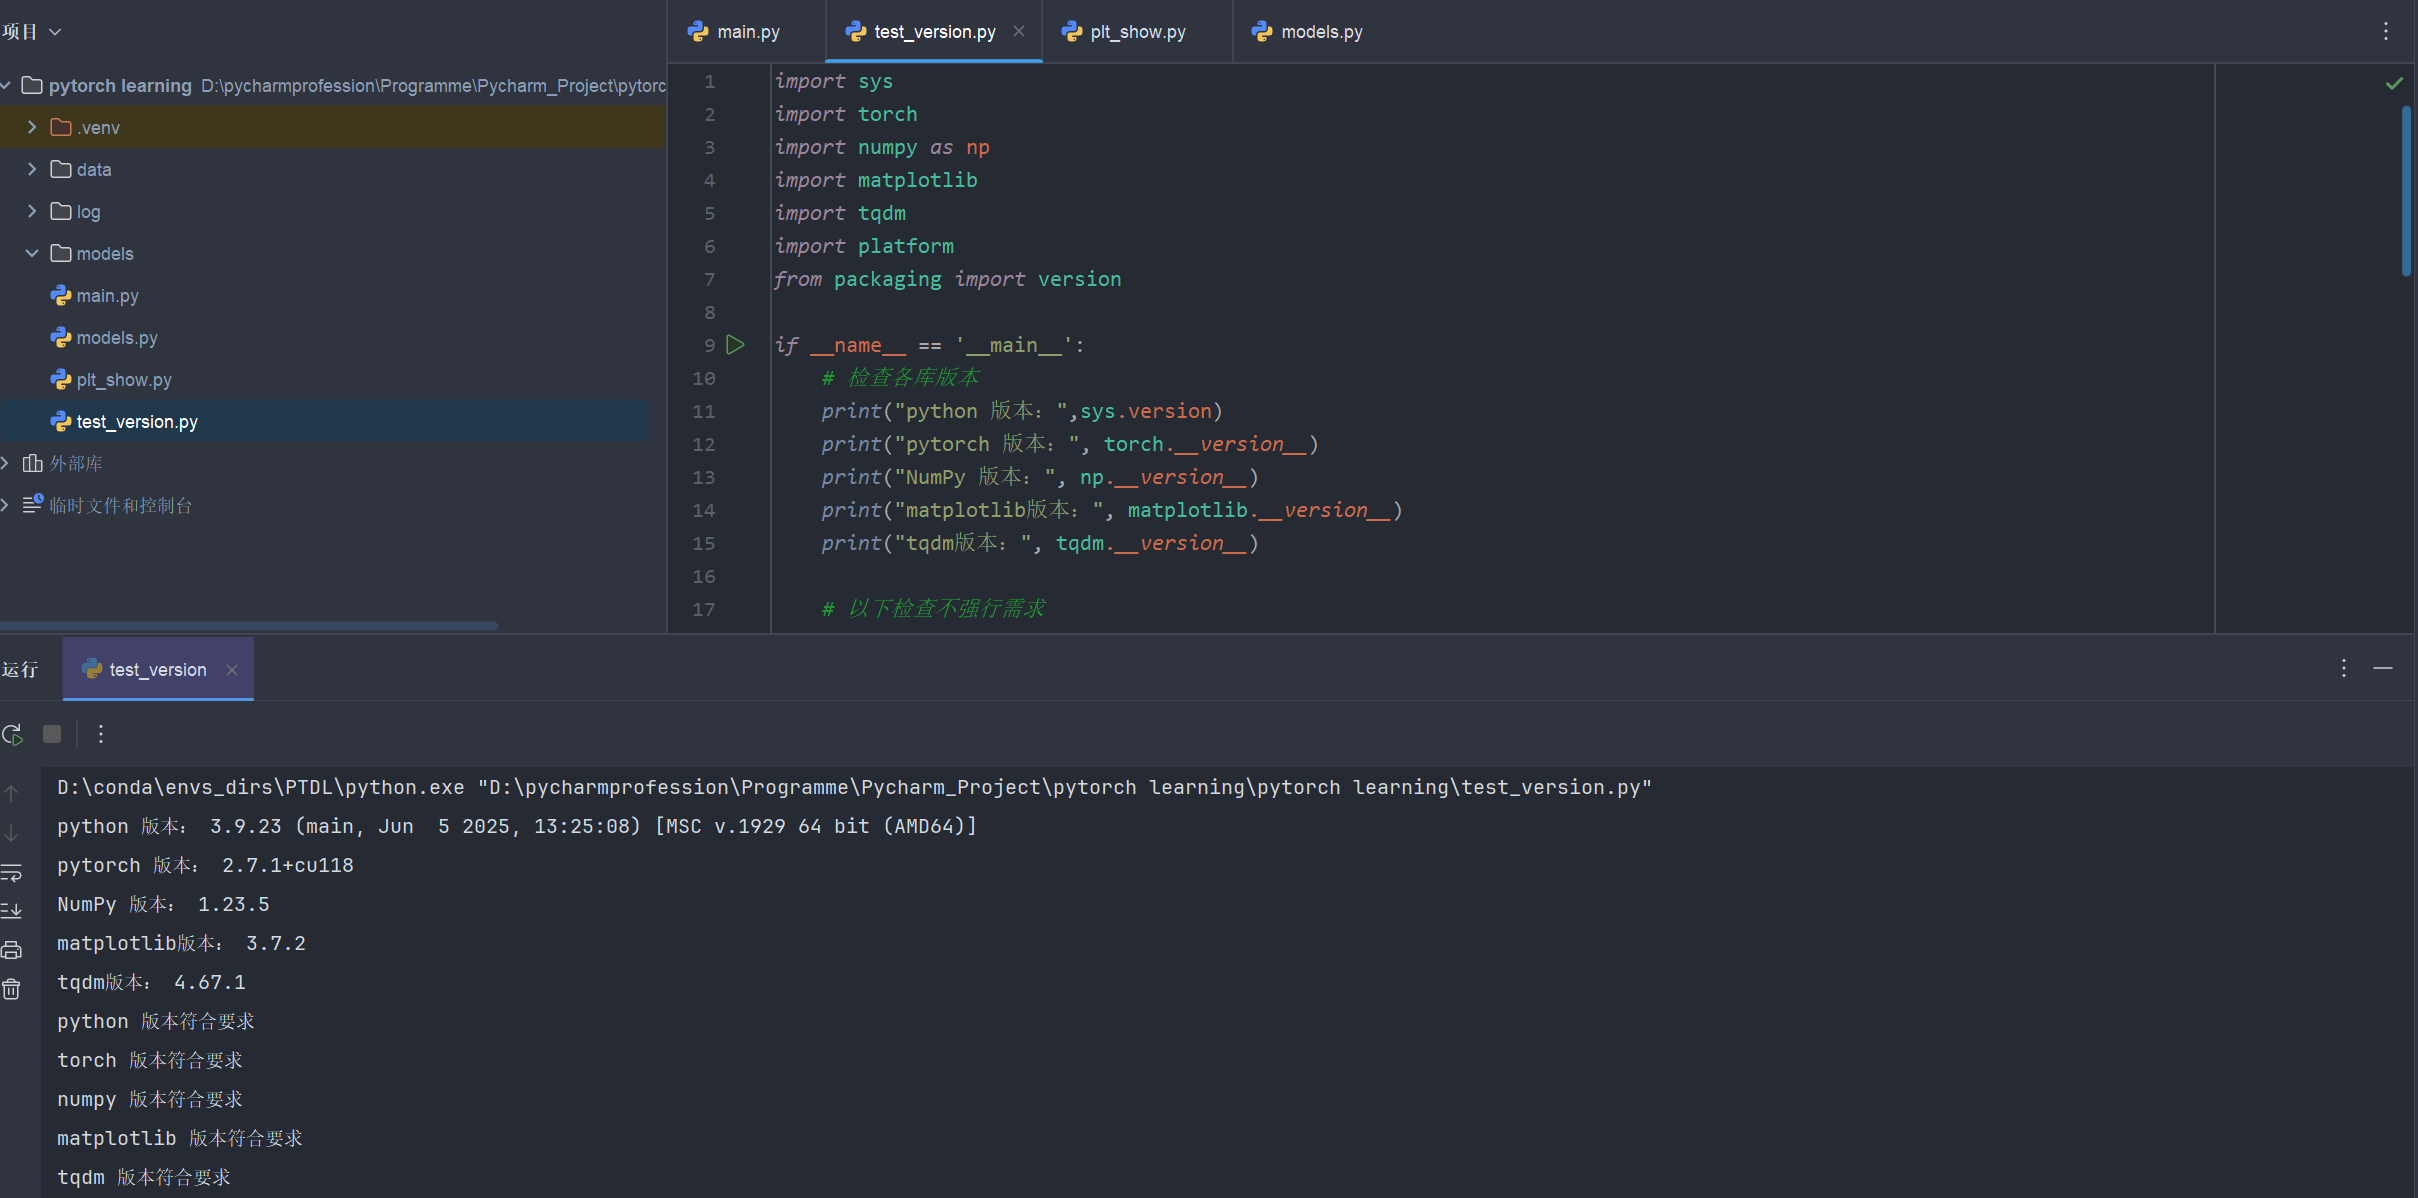 项目
pytorch learning D:\pycharmprofession\Programme\Pycharm_Project\pytorc
.venv
data
log
models
main.py
models.py
plt_show.py
test_version.py
外部库
临时文件和控制台
main.py
test_version.py
plt_show.py
models.py
1 import sys
2 import torch
3 import numpy as np
4 import matplotlib
5 import tqdm
6 import platform
7 from packaging import version
8
9 if __name__ == '__main__':
10     # 检查各库版本
11     print("python 版本：",sys.version)
12     print("pytorch 版本：", torch.__version__)
13     print("NumPy 版本：", np.__version__)
14     print("matplotlib版本：", matplotlib.__version__)
15     print("tqdm版本：", tqdm.__version__)
16
17     # 以下检查不强行需求
运行
test_version
D:\conda\envs_dirs\PTDL\python.exe "D:\pycharmprofession\Programme\Pycharm_Project\pytorch learning\pytorch learning\test_version.py"
python 版本： 3.9.23 (main, Jun  5 2025, 13:25:08) [MSC v.1929 64 bit (AMD64)]
pytorch 版本： 2.7.1+cu118
NumPy 版本： 1.23.5
matplotlib版本： 3.7.2
tqdm版本： 4.67.1
python 版本符合要求
torch 版本符合要求
numpy 版本符合要求
matplotlib 版本符合要求
tqdm 版本符合要求